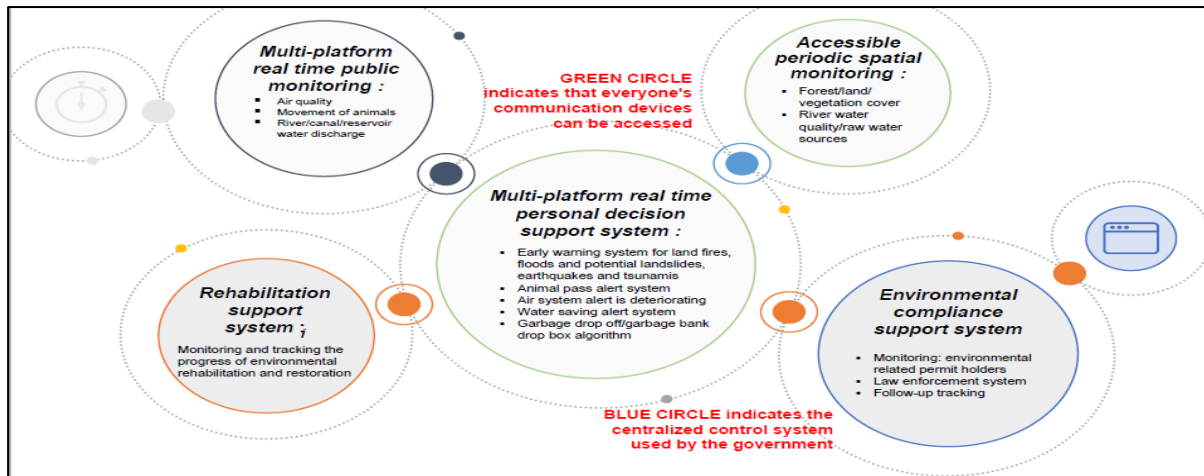 Multi-platform
real time public
monitoring :
▪ Air quality
▪ Movement of animals
▪ River/canal/reservoir
water discharge
GREEN CIRCLE
indicates that everyone's
communication devices
can be accessed
Accessible
periodic spatial
monitoring :
▪ Forest/land/
vegetation cover
▪ River water
quality/raw water
sources
Multi-platform real time
personal decision
support system :
▪ Early warning system for land fires,
floods and potential landslides,
earthquakes and tsunamis
▪ Animal pass alert system
▪ Air system alert is deteriorating
▪ Water saving alert system
▪ Garbage drop off/garbage bank
drop box algorithm
Rehabilitation
support
system ;
Monitoring and tracking the
progress of environmental
rehabilitation and restoration
Environmental
compliance
support system
▪ Monitoring: environmental
related permit holders
▪ Law enforcement system
▪ Follow-up tracking
BLUE CIRCLE indicates the
centralized control system
used by the government